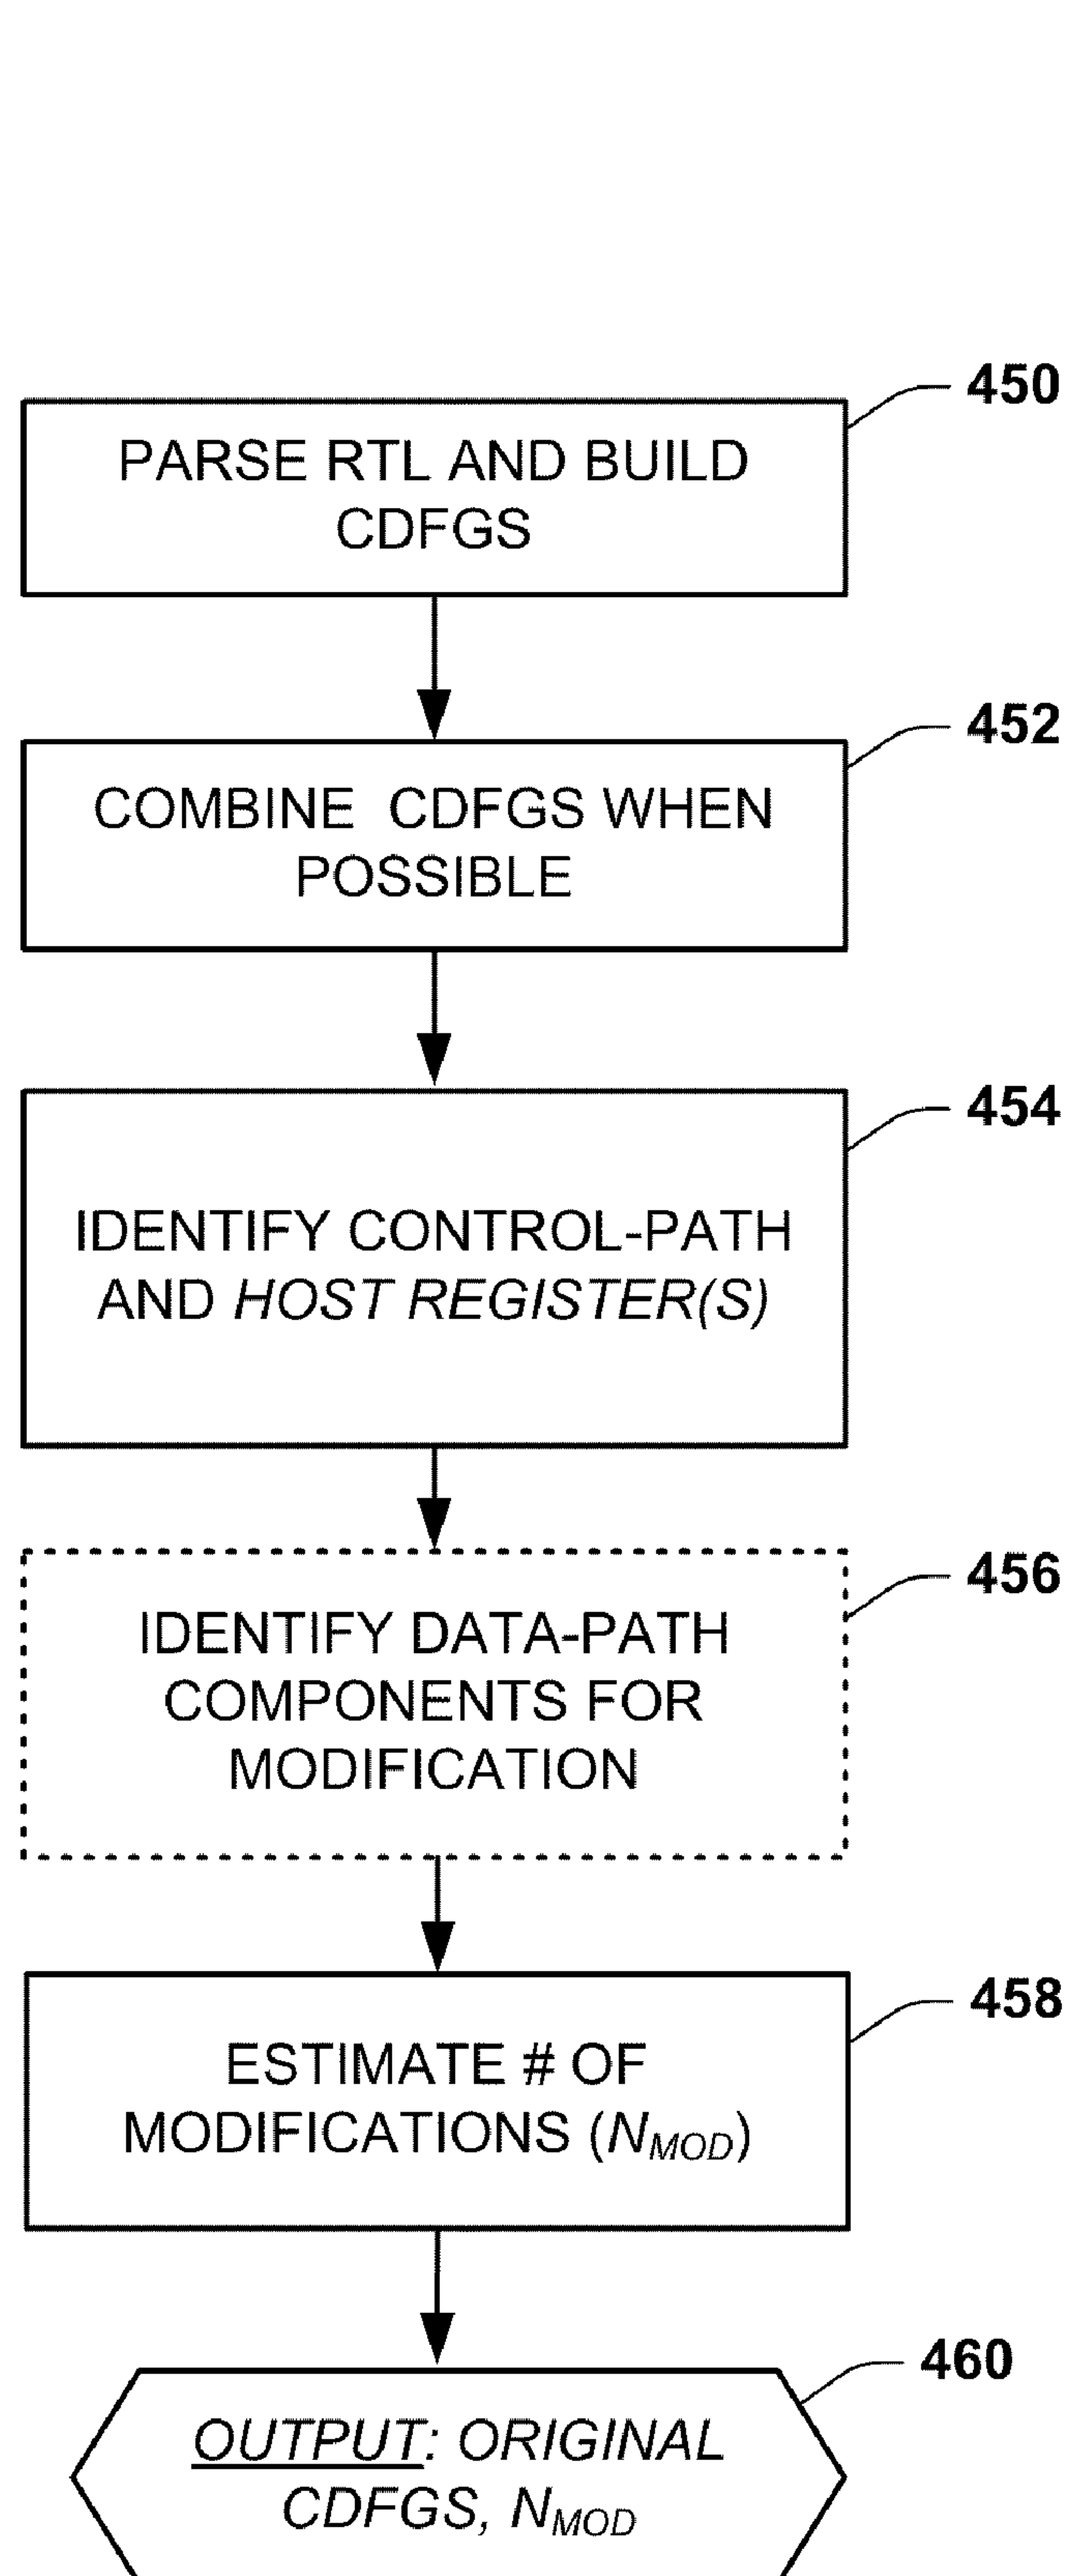 450
PARSE RTL AND BUILD
CDFGS
452
COMBINE CDFGS WHEN
POSSIBLE
454
IDENTIFY CONTROL-PATH
AND HOST REGISTER(S)
456
IDENTIFY DATA-PATH
COMPONENTS FOR
MODIFICATION
458
ESTIMATE # OF
MODIFICATIONS (NMOD)
460
OUTPUT: ORIGINAL
CDFGS, NMOD